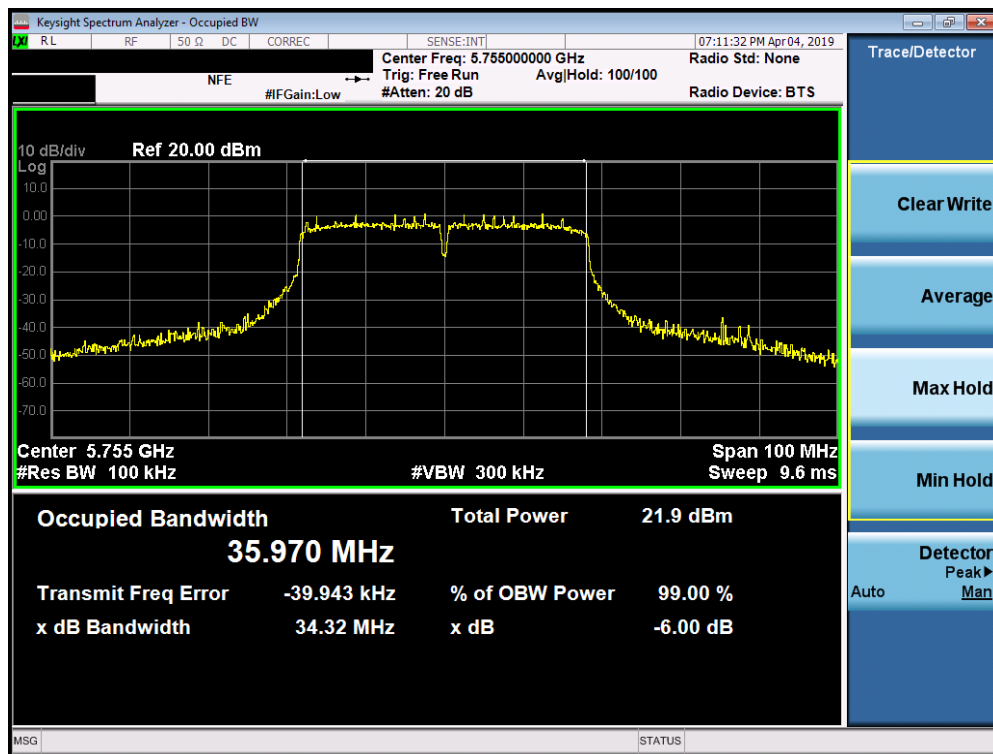 Keysight Spectrum Analyzer - Occupied BW
LXI RL RF 50 Ω DC CORREC SENSE:INT 07:11:32 PM Apr 04, 2019
Center Freq: 5.755000000 GHz Radio Std: None
NFE Trig: Free Run Avg|Hold: 100/100
#IFGain:Low #Atten: 20 dB Radio Device: BTS
10 dB/div Ref 20.00 dBm
Log
10.0
0.00
-10.0
-20.0
-30.0
-40.0
-50.0
-60.0
-70.0
Center 5.755 GHz Span 100 MHz
#Res BW 100 kHz #VBW 300 kHz Sweep 9.6 ms
Occupied Bandwidth Total Power 21.9 dBm
35.970 MHz
Transmit Freq Error -39.943 kHz % of OBW Power 99.00 %
x dB Bandwidth 34.32 MHz x dB -6.00 dB
MSG STATUS
Trace/Detector
Clear Write
Average
Max Hold
Min Hold
Detector
Peak▶
Auto Man